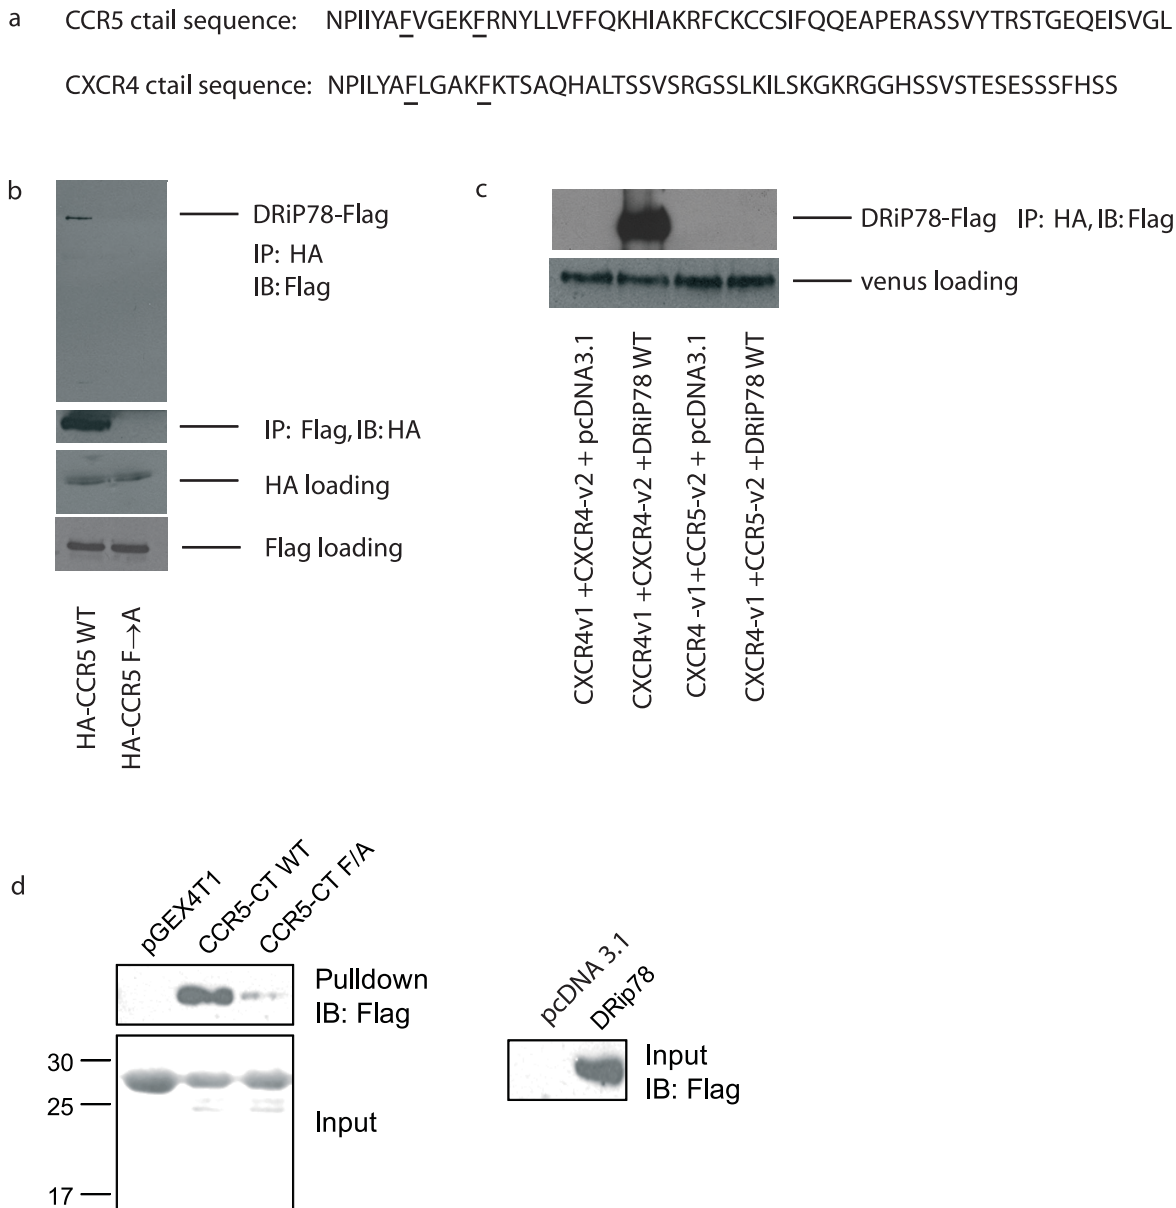 a
CCR5 ctail sequence: NPIIYAFVGEKFRNYLLVFFQKHIAKRFCKCCSIFQQEAPERASSVYTRSTGEQEISVGL
CXCR4 ctail sequence: NPILYAFLGAKFKTSAQHALTSSVSRGSSLKILSKGKRGGHSSVSTESESSSFHSS
b
DRiP78-Flag
IP: HA
IB: Flag
IP: Flag, IB: HA
HA loading
Flag loading
HA-CCR5 WT
HA-CCR5 F→A
c
DRiP78-Flag IP: HA, IB: Flag
venus loading
CXCR4v1 +CXCR4-v2 + pcDNA3.1
CXCR4v1 +CXCR4-v2 +DRiP78 WT
CXCR4 -v1+CCR5-v2 + pcDNA3.1
CXCR4-v1 +CCR5-v2 +DRiP78 WT
d
pGEX4T1
CCR5-CT WT
CCR5-CT F/A
Pulldown
IB: Flag
30
25
17
Input
pcDNA 3.1
DRip78
Input
IB: Flag